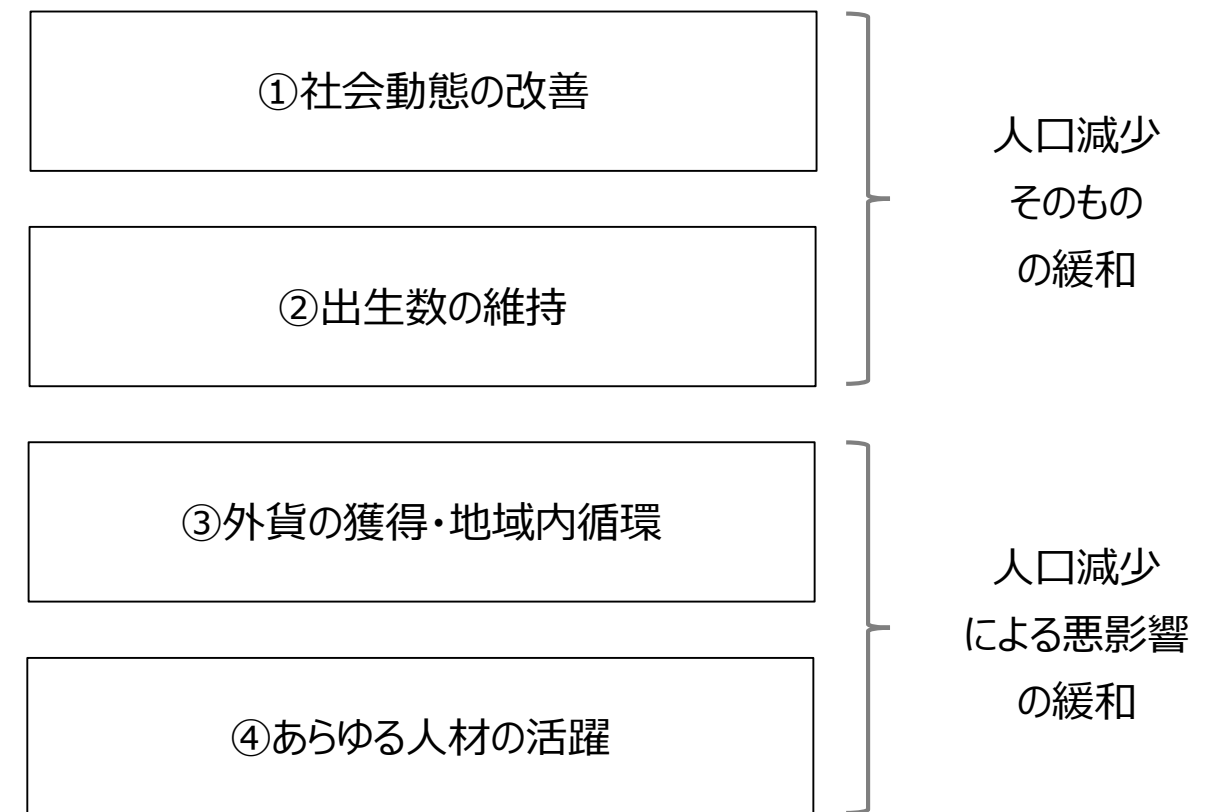 ①社会動態の改善
②出生数の維持
人口減少
そのもの
の緩和
③外貨の獲得・地域内循環
④あらゆる人材の活躍
人口減少
による悪影響
の緩和